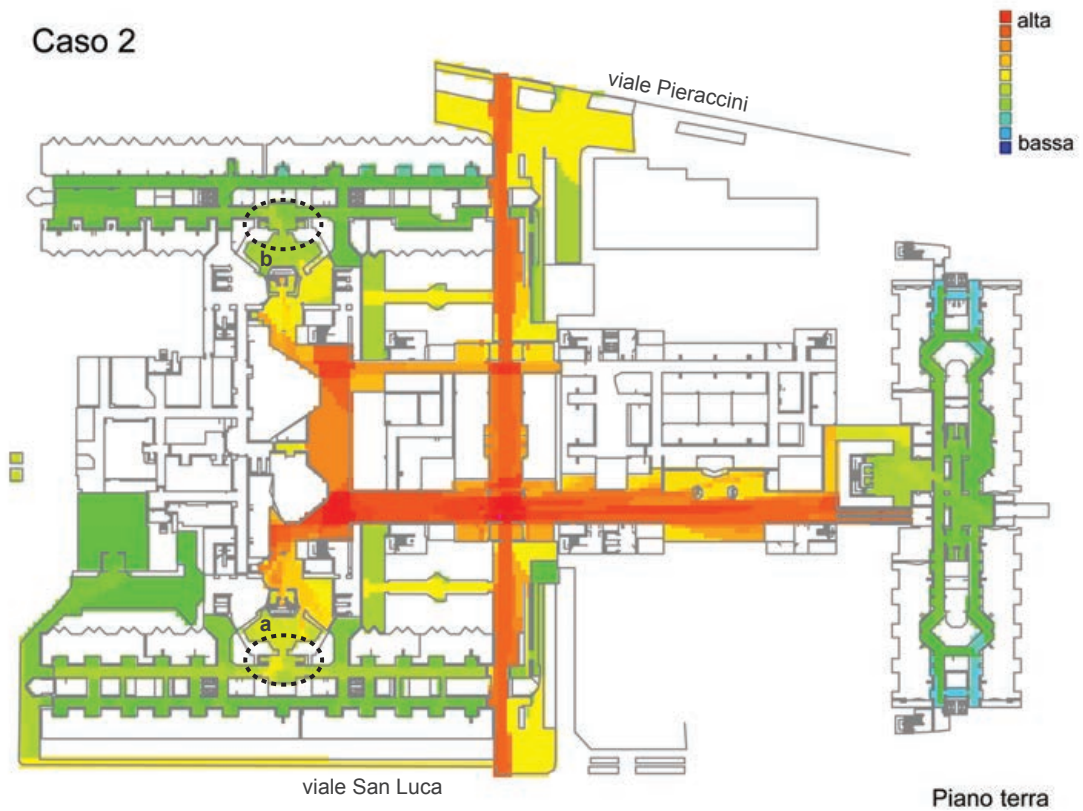 Caso 2
alta
bassa
viale Pieraccini
b
a
viale San Luca
Piano terra